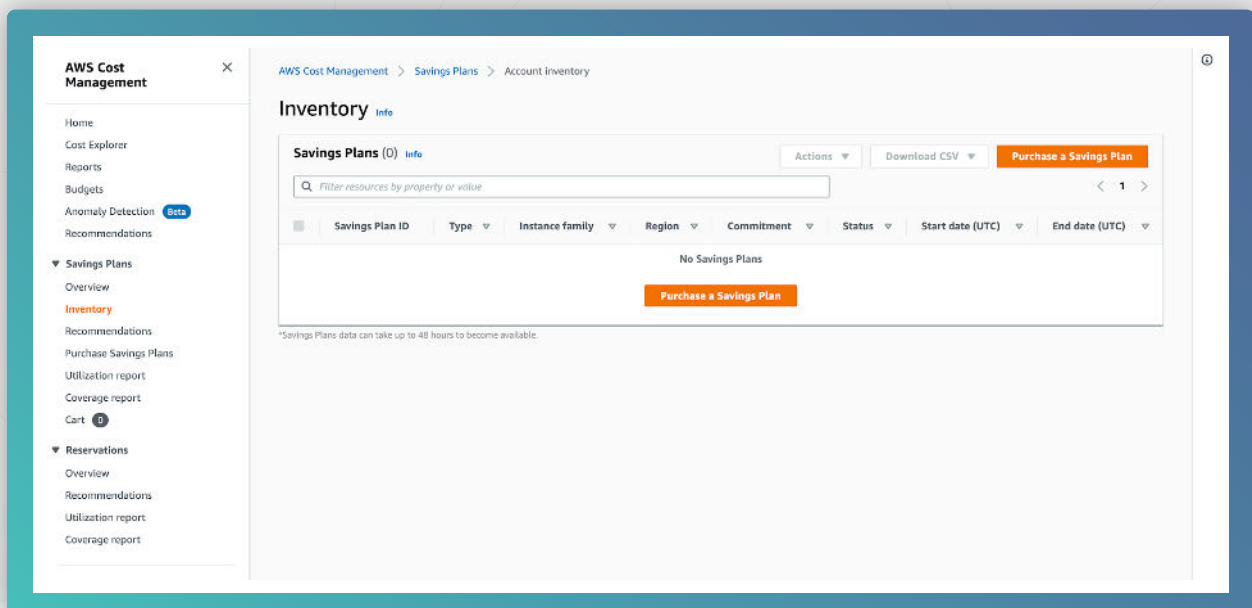 AWS Cost
Management
Home
Cost Explorer
Reports
Budgets
Anomaly Detection Beta
Recommendations
Savings Plans
Overview
Inventory
Recommendations
Purchase Savings Plans
Utilization report
Coverage report
Cart 0
Reservations
Overview
Recommendations
Utilization report
Coverage report
AWS Cost Management > Savings Plans > Account inventory
Inventory Info
Savings Plans (0) Info
Actions Download CSV Purchase a Savings Plan
Filter resources by property or value
< 1 >
Savings Plan ID Type Instance family Region Commitment Status Start date (UTC) End date (UTC)
No Savings Plans
Purchase a Savings Plan
*Savings Plans data can take up to 48 hours to become available.